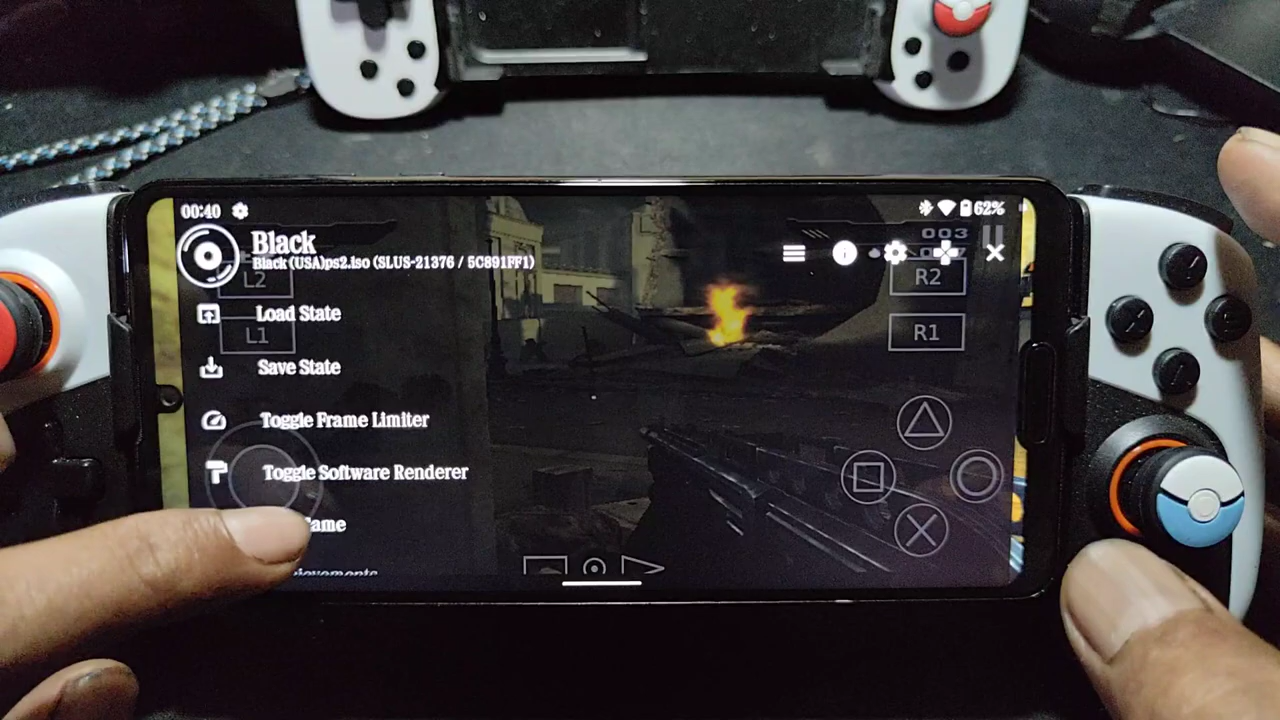 00:40
62%
Black
Black (USA)ps2.iso (SLUS-21376 / 5C891FF1)
003
L2
R2
Load State
L1
R1
Save State
Toggle Frame Limiter
Toggle Software Renderer
ame
ievements